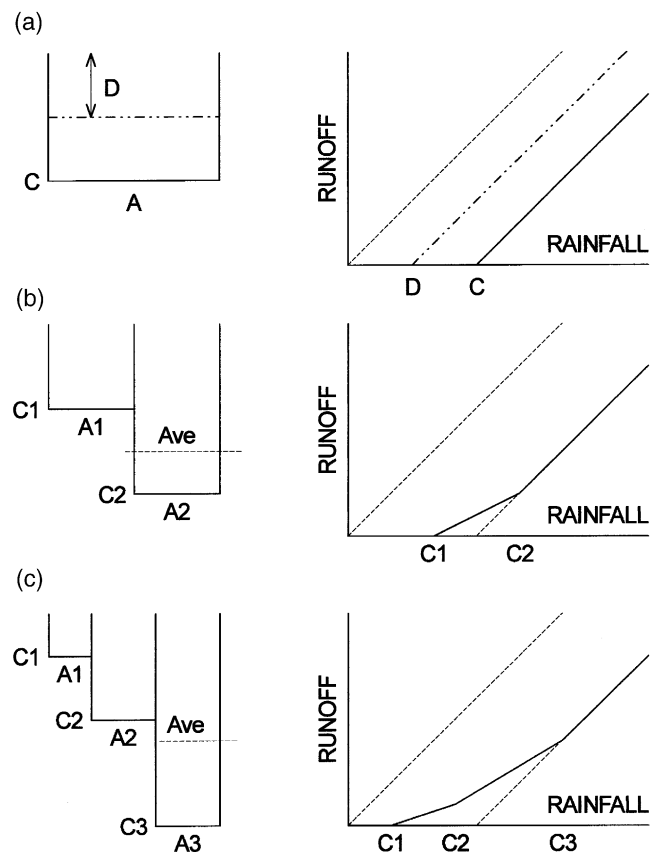 (a)
D
C
A
RUNOFF
RAINFALL
D C
(b)
C1
A1
Ave
C2
A2
RUNOFF
RAINFALL
C1 C2
(c)
C1
A1
C2
A2
Ave
C3
A3
RUNOFF
RAINFALL
C1 C2 C3